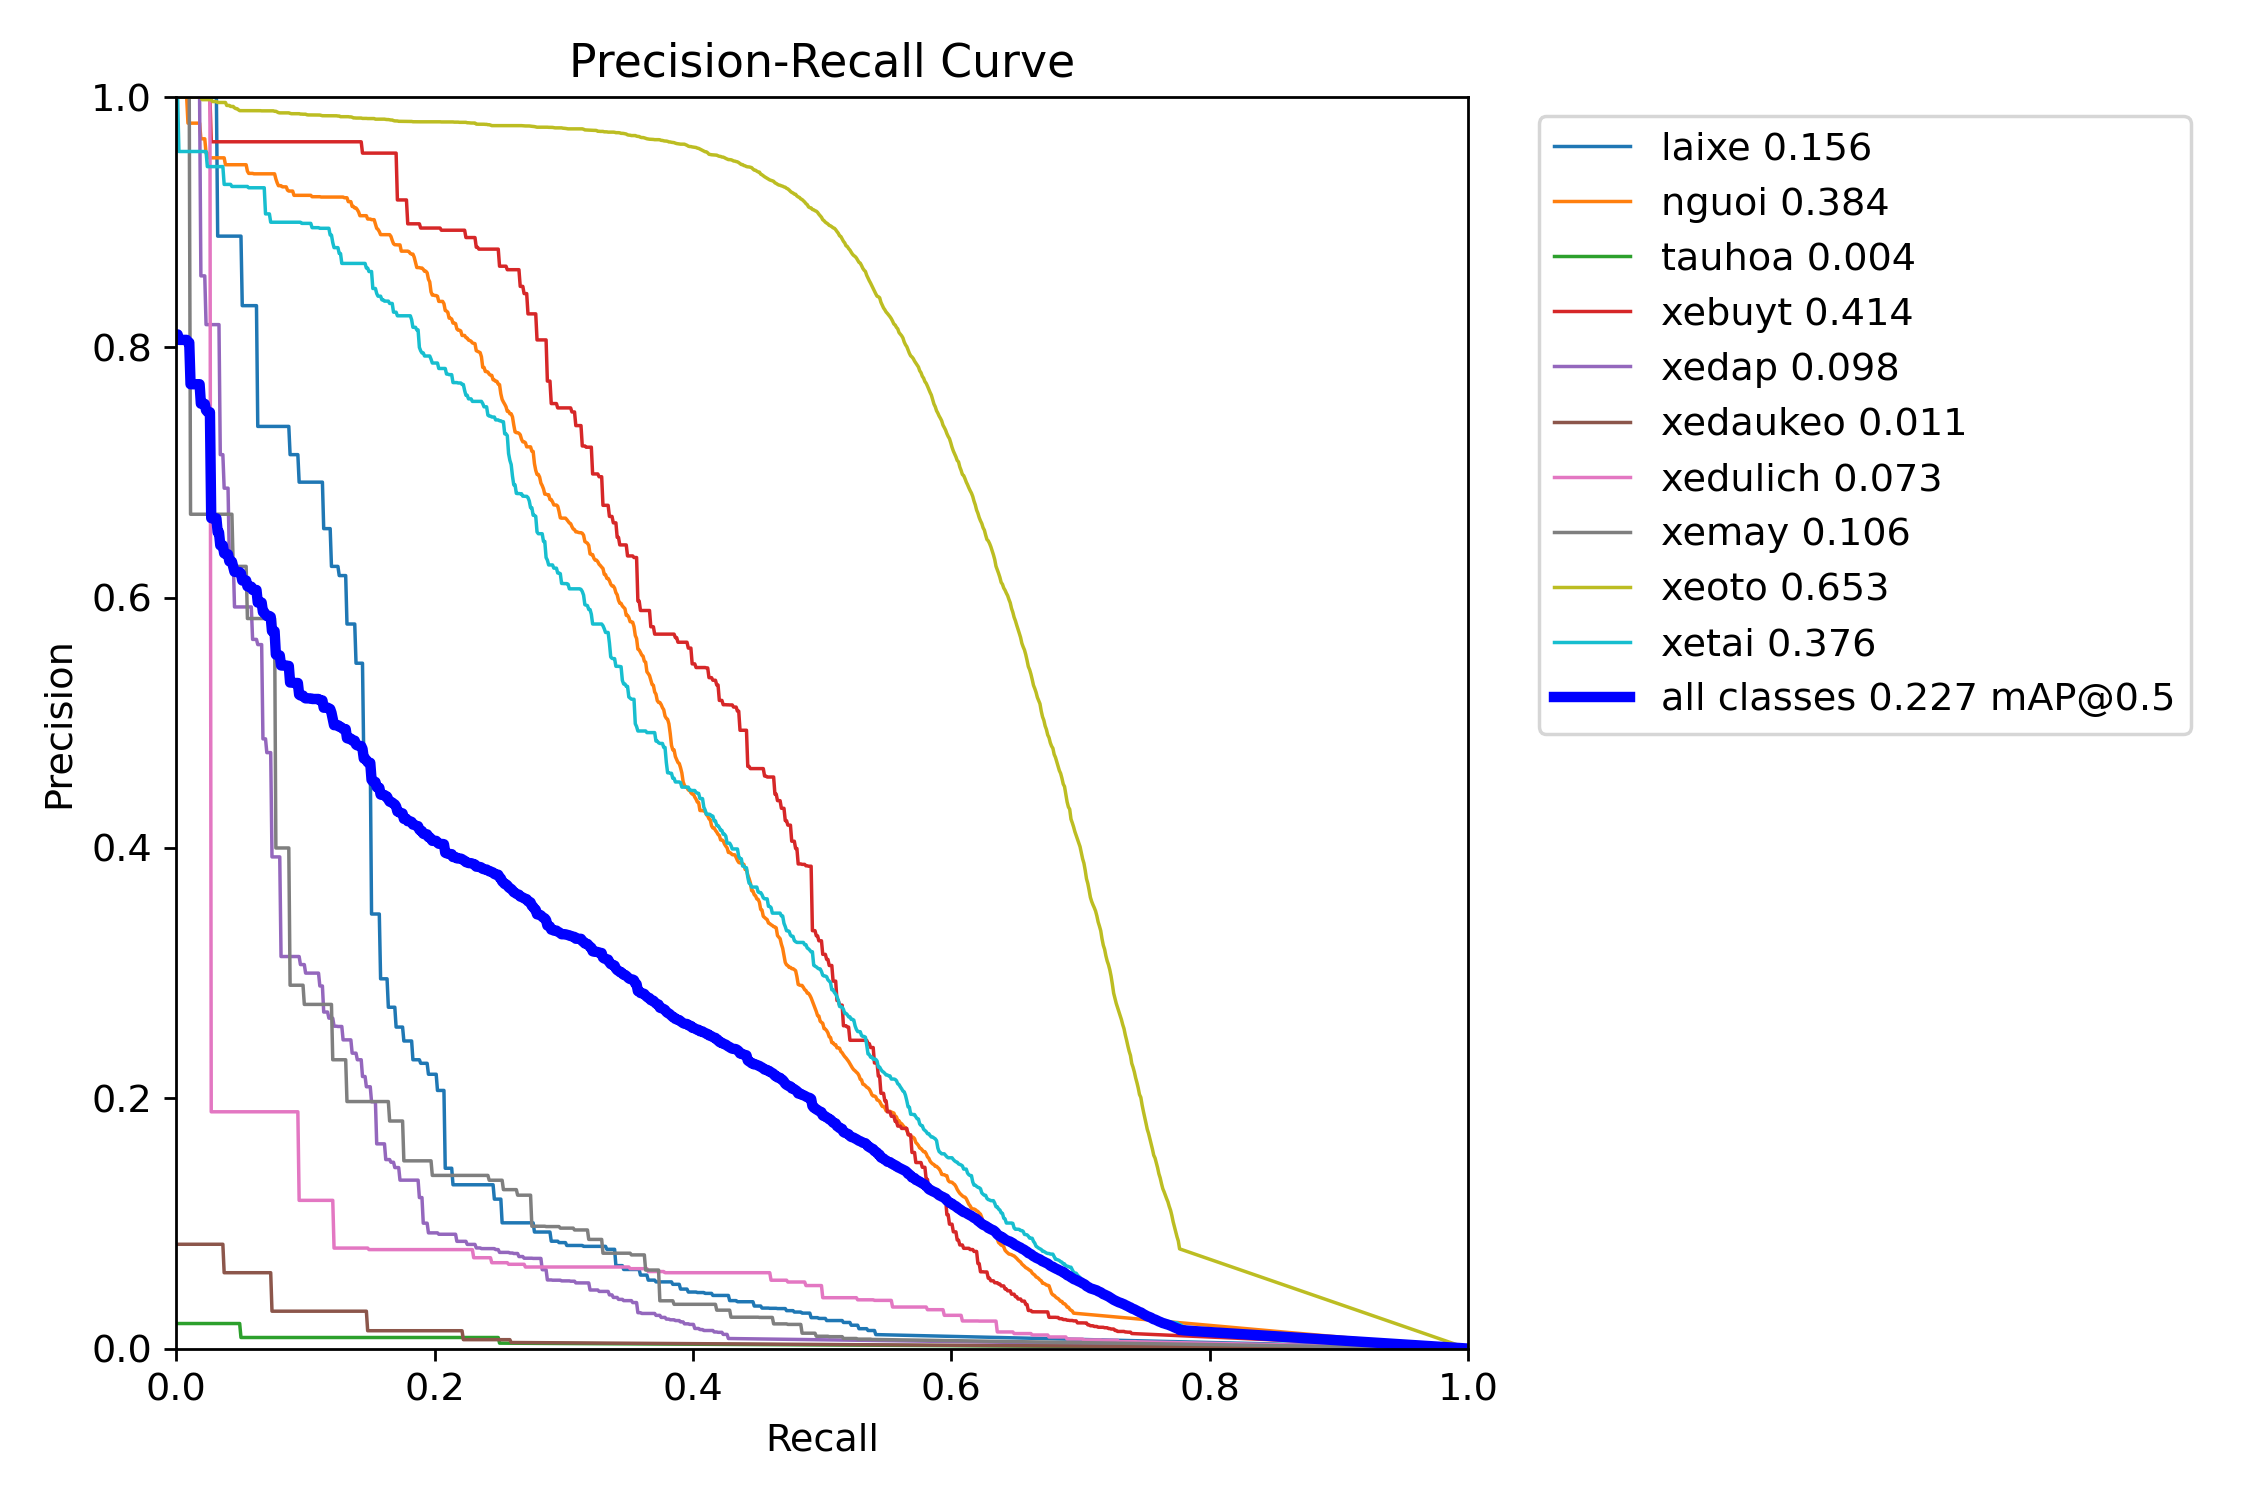 Precision-Recall Curve
1.0
0.8
0.6
0.4
0.2
0.0
Precision
0.0 0.2 0.4 0.6 0.8 1.0
Recall
laixe 0.156
nguoi 0.384
tauhoa 0.004
xebuyt 0.414
xedap 0.098
xedaukeo 0.011
xedulich 0.073
xemay 0.106
xeoto 0.653
xetai 0.376
all classes 0.227 mAP@0.5